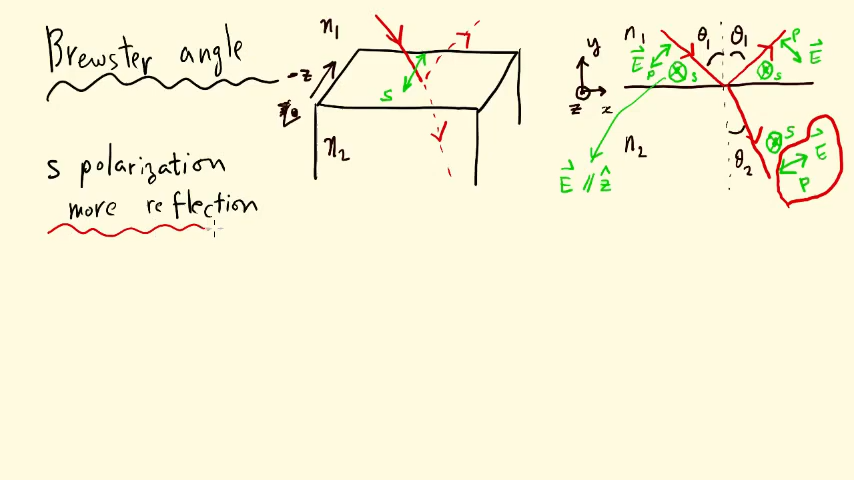 Brewster angle
s polarization
more reflection
n₁
-z
S
n₂
y
z x
n₁ θ₁ θ₁
E⃗ P S
P E⃗ S
n₂ θ₂
S
E⃗
P
E⃗ // ẑ